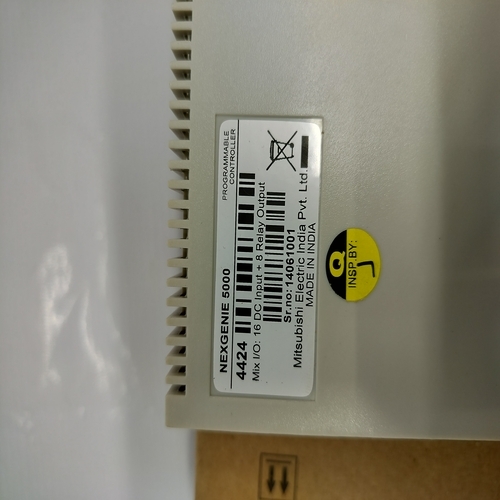 NEXGENIE 5000
PROGRAMMABLE
CONTROLLER
4424
Mix I/O: 16 DC Input + 8 Relay Output
Sr.no:14061001
Mitsubishi Electric India Pvt. Ltd.
MADE IN INDIA
Q
INSP.BY:
J